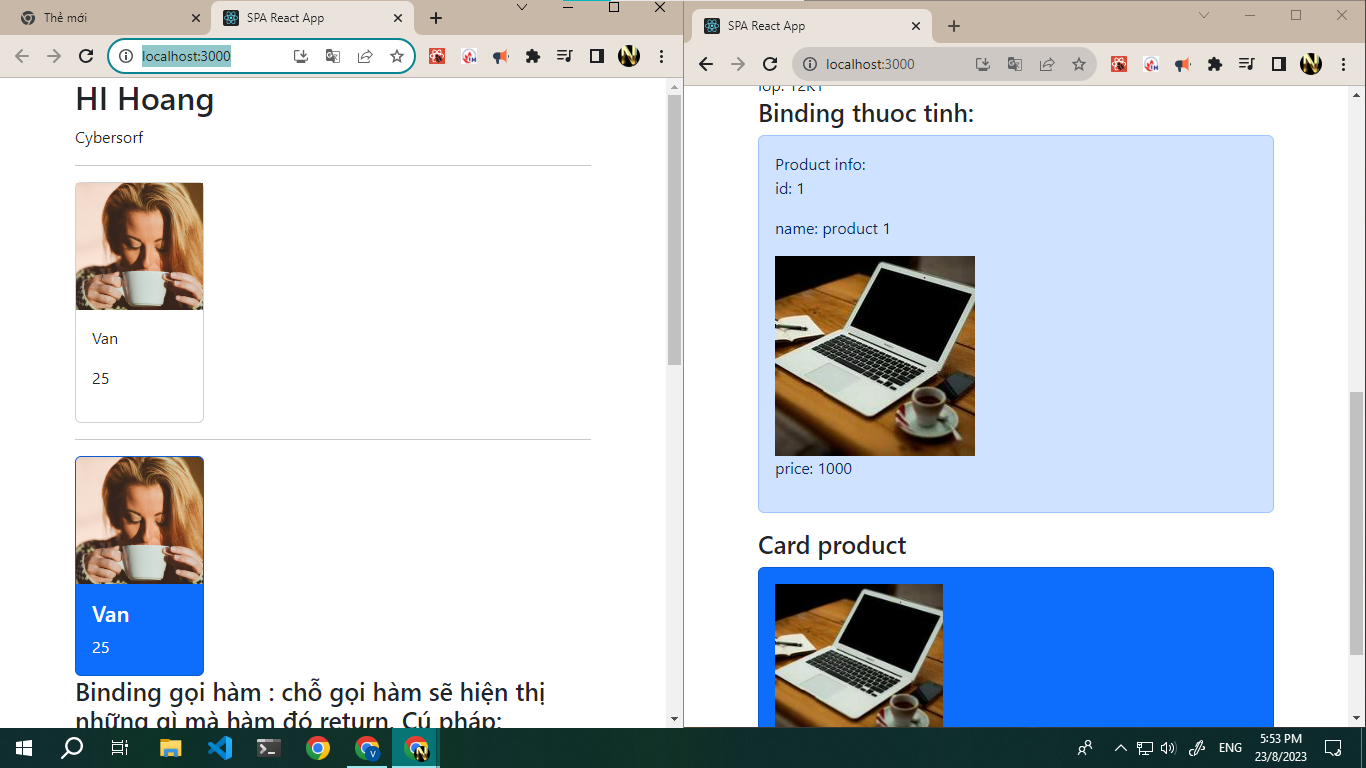 Thẻ mới
SPA React App
localhost:3000
HI Hoang
Cybersorf
Van
25
Van
25
Binding gọi hàm : chỗ gọi hàm sẽ hiện thị
những gì mà hàm đó return. Cú pháp:
SPA React App
localhost:3000
lop: 12K1
Binding thuoc tinh:
Product info:
id: 1
name: product 1
price: 1000
Card product
ENG
5:53 PM
23/8/2023